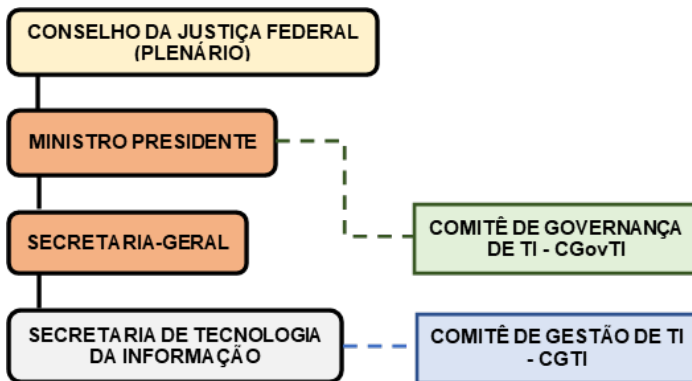 CONSELHO DA JUSTIÇA FEDERAL
(PLENÁRIO)
MINISTRO PRESIDENTE
SECRETARIA-GERAL
COMITÊ DE GOVERNANÇA
DE TI - CGovTI
SECRETARIA DE TECNOLOGIA
DA INFORMAÇÃO
COMITÊ DE GESTÃO DE TI
- CGTI